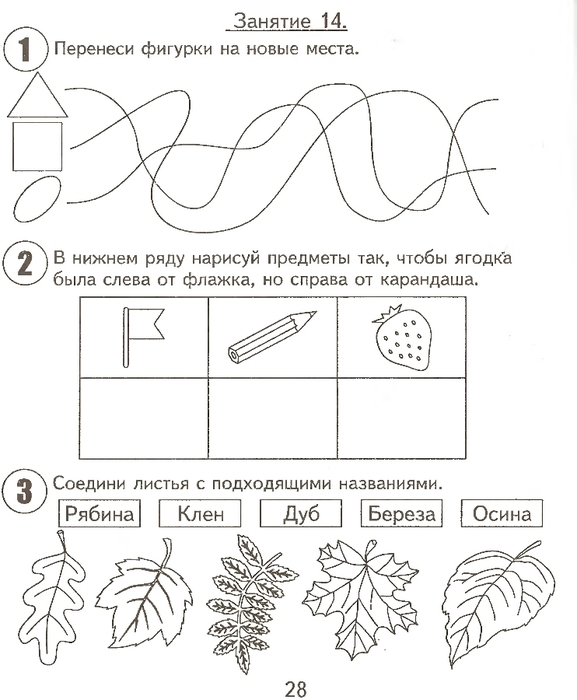 Занятие 14.
1 Перенеси фигурки на новые места.
2 В нижнем ряду нарисуй предметы так, чтобы ягодка
была слева от флажка, но справа от карандаша.
3 Соедини листья с подходящими названиями.
Рябина Клен Дуб Береза Осина
28